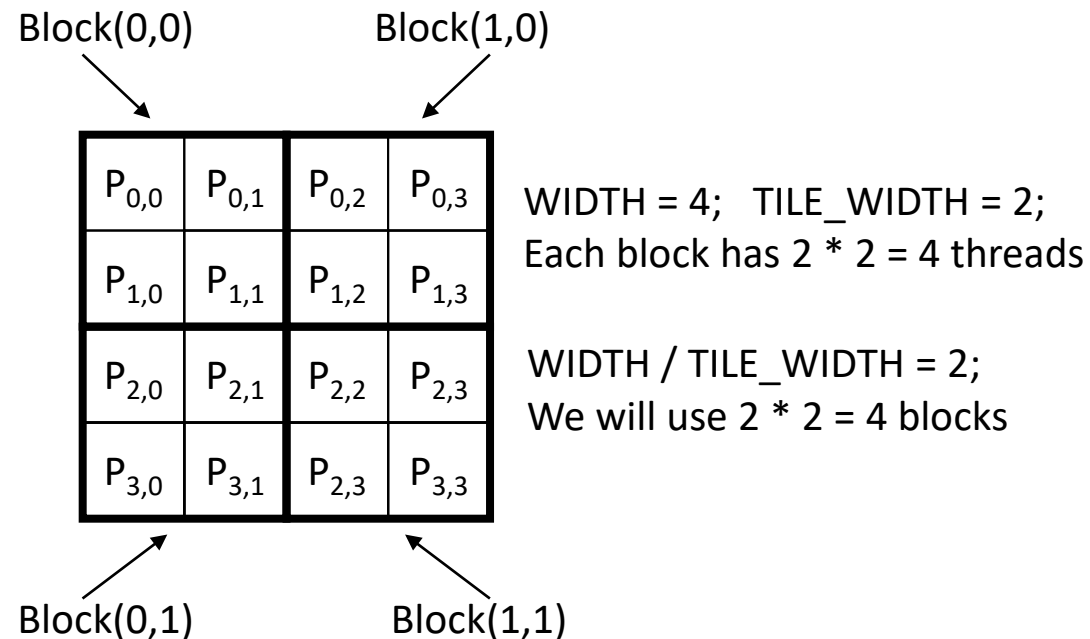 Block(0,0) Block(1,0)
P0,0 P0,1 P0,2 P0,3
WIDTH = 4; TILE_WIDTH = 2;
Each block has 2 * 2 = 4 threads
P1,0 P1,1 P1,2 P1,3
WIDTH / TILE_WIDTH = 2;
We will use 2 * 2 = 4 blocks
P2,0 P2,1 P2,2 P2,3
P3,0 P3,1 P2,3 P3,3
Block(0,1) Block(1,1)